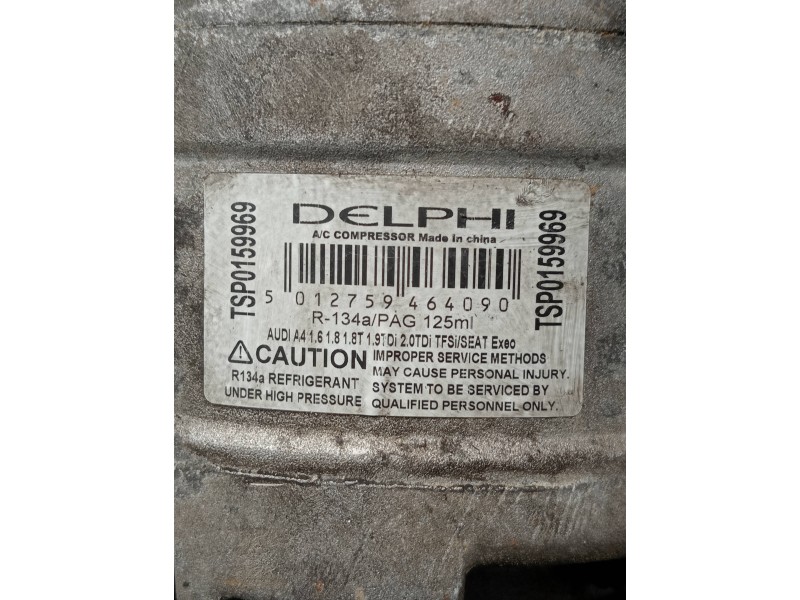 DELPHI
A/C COMPRESSOR Made in china
TSP0159969
5 012759 464090
TSP0159969
R-134a/PAG 125ml
AUDI A4 1.6 1.8 1.8T 1.9TDi 2.0TDi TFSi/SEAT Exeo
CAUTION
R134a REFRIGERANT
UNDER HIGH PRESSURE
IMPROPER SERVICE METHODS
MAY CAUSE PERSONAL INJURY.
SYSTEM TO BE SERVICED BY
QUALIFIED PERSONNEL ONLY.